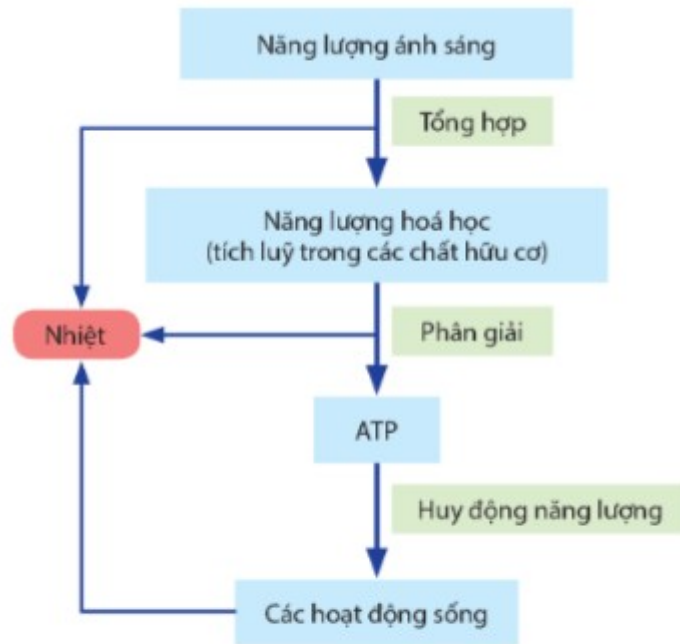 Năng lượng ánh sáng
Tổng hợp
Năng lượng hoá học
(tích luỹ trong các chất hữu cơ)
Nhiệt
Phân giải
ATP
Huy động năng lượng
Các hoạt động sống